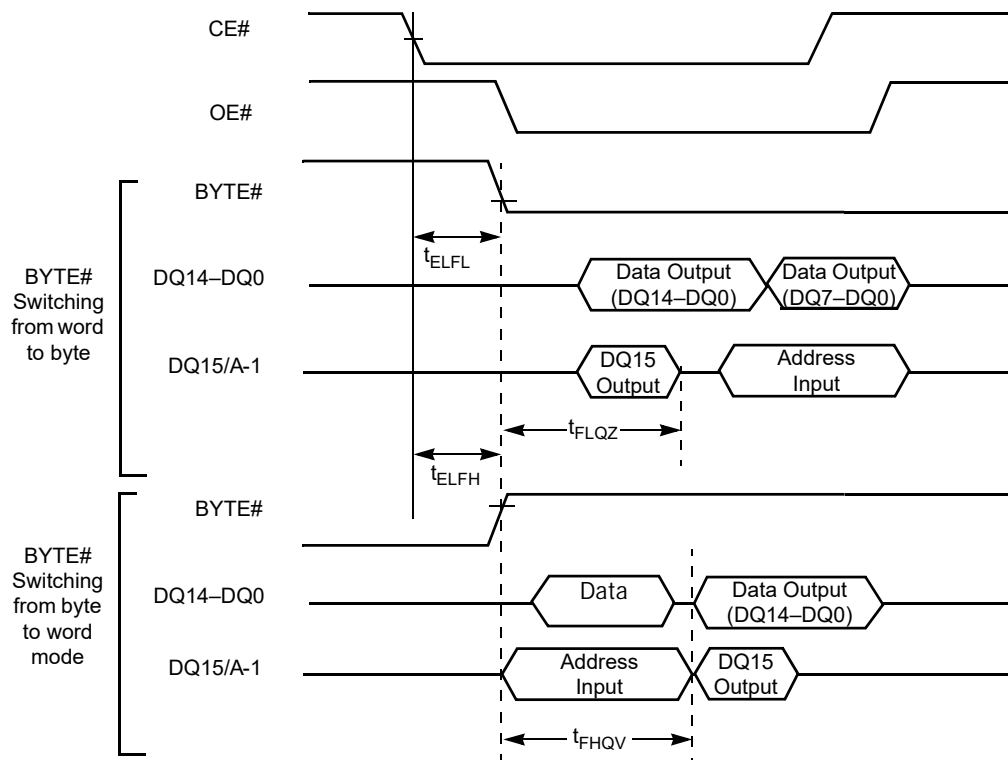 CE#
OE#
BYTE#
tELFL
BYTE#
Switching
from word
to byte
DQ14–DQ0
Data Output
(DQ14–DQ0)
Data Output
(DQ7–DQ0)
DQ15/A-1
DQ15
Output
Address
Input
tFLQZ
tELFH
BYTE#
BYTE#
Switching
from byte
to word
mode
DQ14–DQ0
Data
Data Output
(DQ14–DQ0)
DQ15/A-1
Address
Input
DQ15
Output
tFHQV